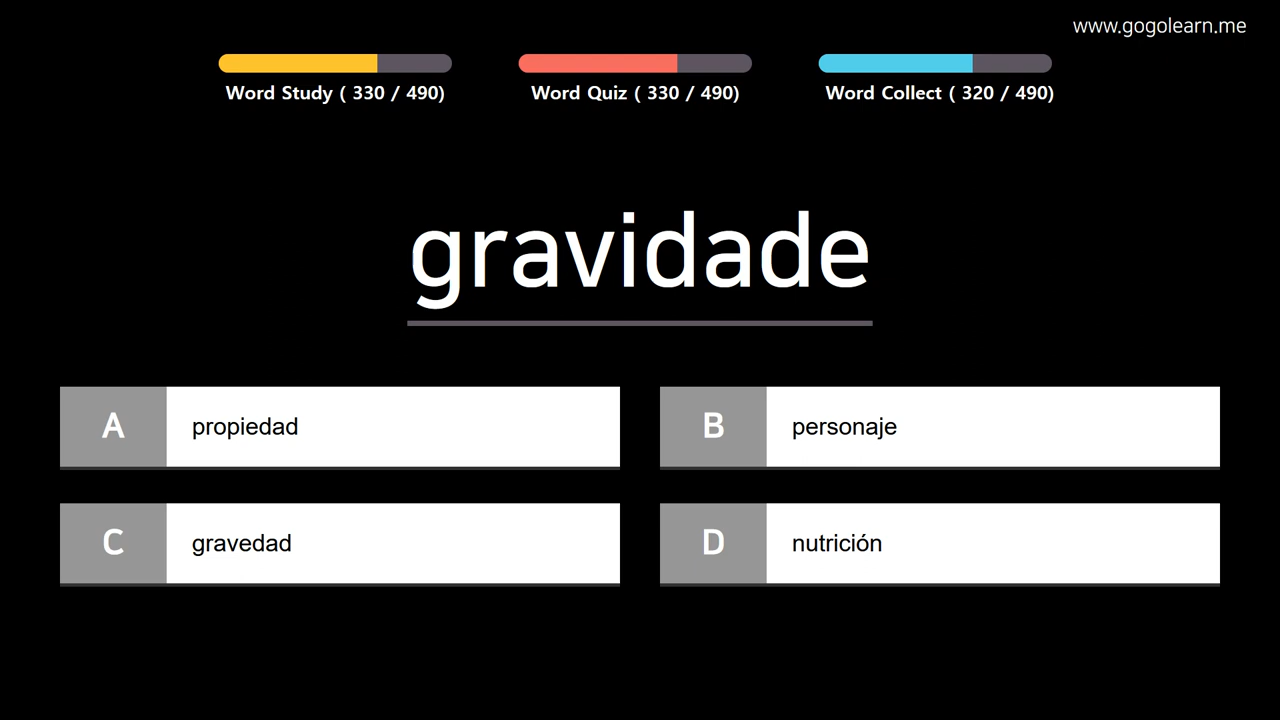 www.gogolearn.me
Word Study ( 330 / 490)
Word Quiz ( 330 / 490)
Word Collect ( 320 / 490)
gravidade
A propiedad
B personaje
C gravedad
D nutrición